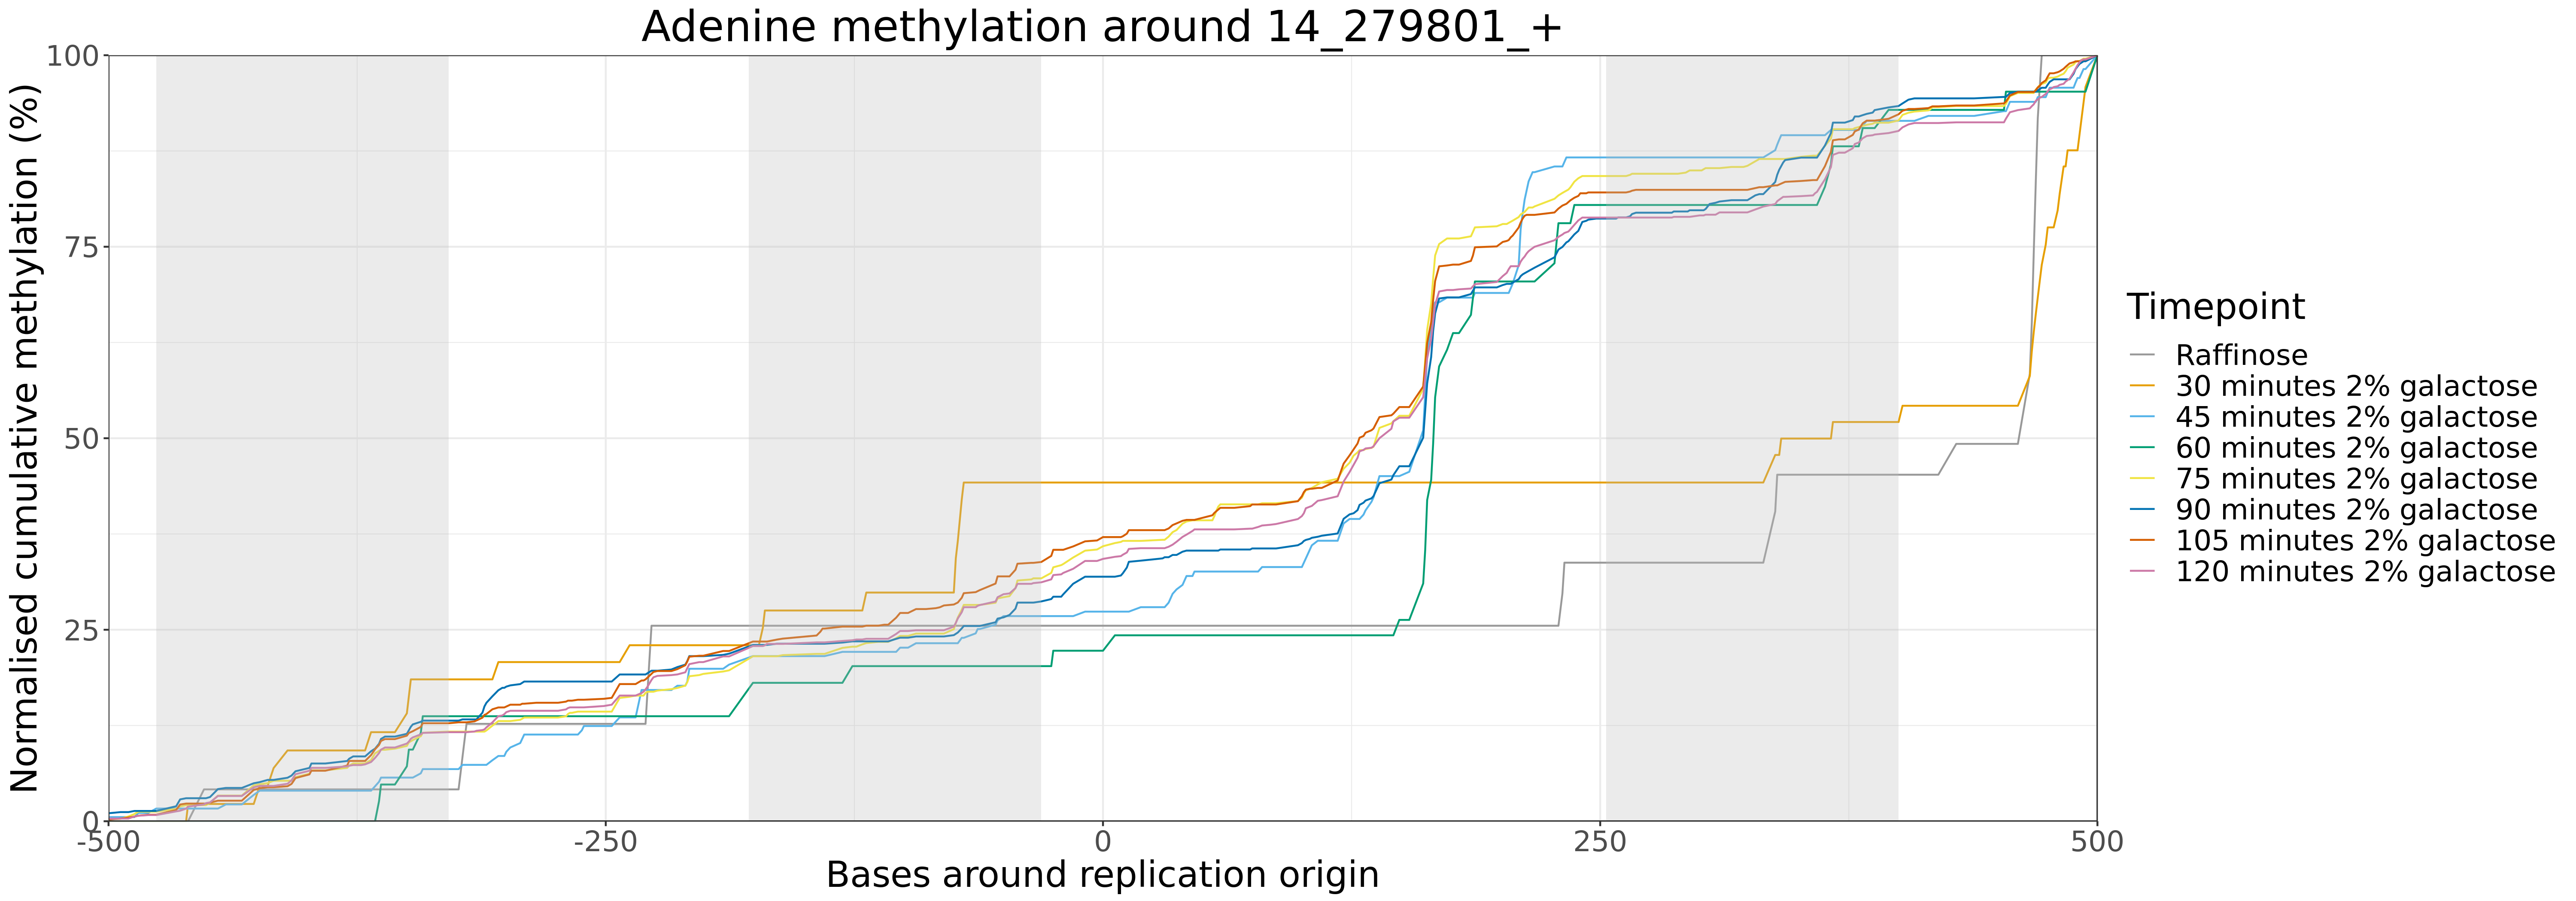 Adenine methylation around 14_279801_+
Normalised cumulative methylation (%)
100
75
50
25
0
-500
-250
0
250
500
Bases around replication origin
Timepoint
Raffinose
30 minutes 2% galactose
45 minutes 2% galactose
60 minutes 2% galactose
75 minutes 2% galactose
90 minutes 2% galactose
105 minutes 2% galactose
120 minutes 2% galactose